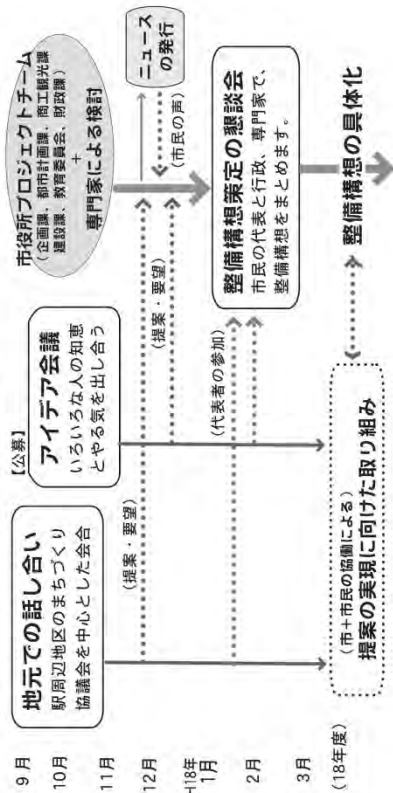 9月
10月
11月
12月
H18年
1月
2月
3月
(18年度)
地元での話し合い
駅周辺地区のまちづくり
協議会を中心とした会合
【公募】
アイデア会議
いろいろな人の知恵
とやる気を出し合う
市役所プロジェクトチーム
(企画課、都市計画課、商工観光課
建設課、教育委員会、財政課)
+
専門家による検討
ニュース
の発行
(市民の声)
(提案・要望)
(提案・要望)
(代表者の参加)
整備構想策定の懇談会
市民の代表と行政、専門家で、
整備構想をまとめます。
(市+市民の協働による)
提案の実現に向けた取り組み
整備構想の具体化